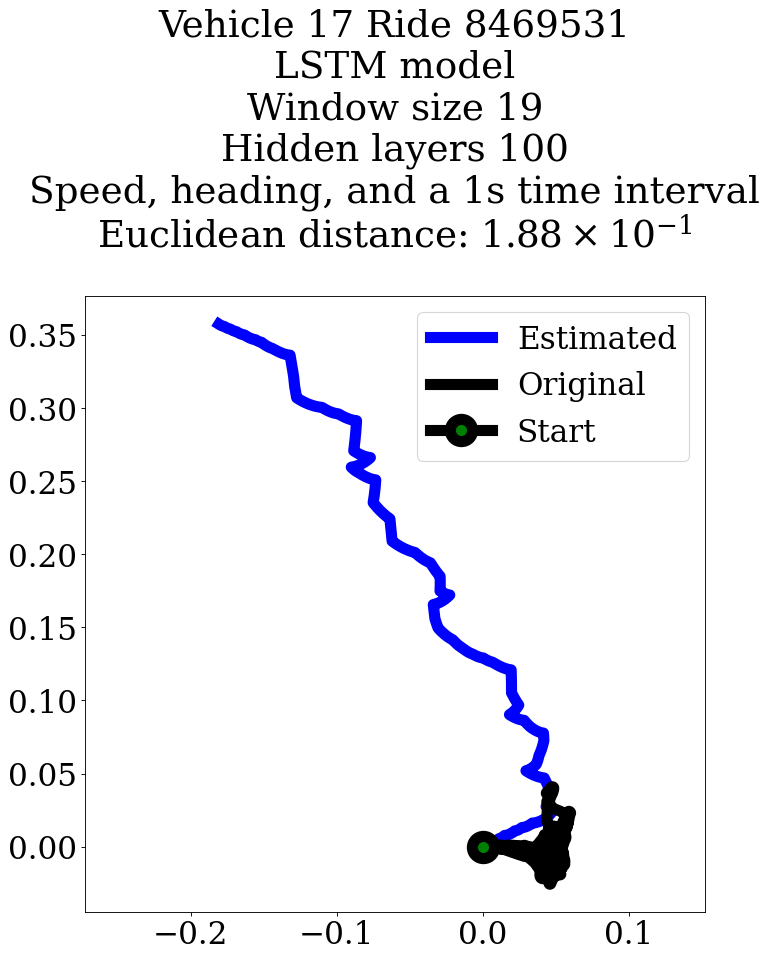 Vehicle 17 Ride 8469531
LSTM model
Window size 19
Hidden layers 100
Speed, heading, and a 1s time interval
Euclidean distance: 1.88 × 10⁻¹
Estimated
Original
Start
0.35
0.30
0.25
0.20
0.15
0.10
0.05
0.00
−0.2 −0.1 0.0 0.1